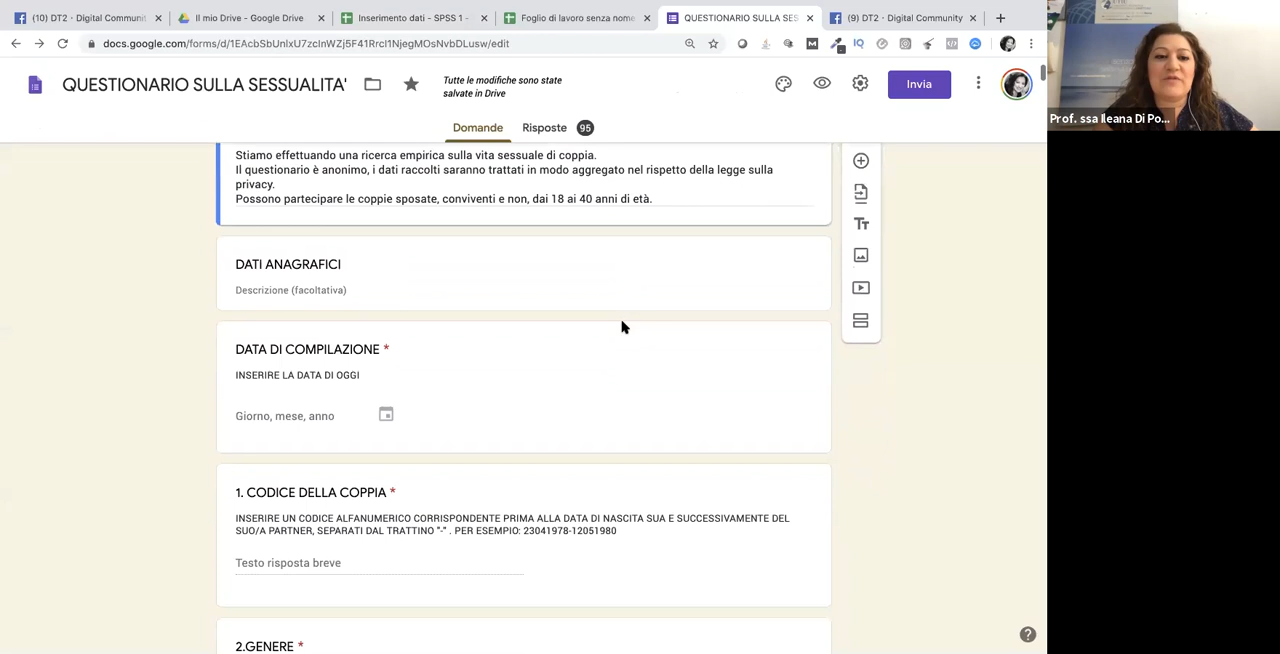 (10) DT2 · Digital Communit
Il mio Drive - Google Drive
Inserimento dati - SPSS 1 -
Foglio di lavoro senza nome
QUESTIONARIO SULLA SES
(9) DT2 · Digital Community
docs.google.com/forms/d/1EAcbSbUnlxU7zcInWZj5F41Rrcl1NjegMOsNvbDLusw/edit
QUESTIONARIO SULLA SESSUALITA'
Tutte le modifiche sono state
salvate in Drive
Invia
Domande
Risposte 95
Stiamo effettuando una ricerca empirica sulla vita sessuale di coppia.
Il questionario è anonimo, i dati raccolti saranno trattati in modo aggregato nel rispetto della legge sulla
privacy.
Possono partecipare le coppie sposate, conviventi e non, dai 18 ai 40 anni di età.
DATI ANAGRAFICI
Descrizione (facoltativa)
DATA DI COMPILAZIONE *
INSERIRE LA DATA DI OGGI
Giorno, mese, anno
1. CODICE DELLA COPPIA *
INSERIRE UN CODICE ALFANUMERICO CORRISPONDENTE PRIMA ALLA DATA DI NASCITA SUA E SUCCESSIVAMENTE DEL
SUO/A PARTNER, SEPARATI DAL TRATTINO "-" . PER ESEMPIO: 23041978-12051980
Testo risposta breve
2.GENERE *
Prof. ssa Ileana Di Po...